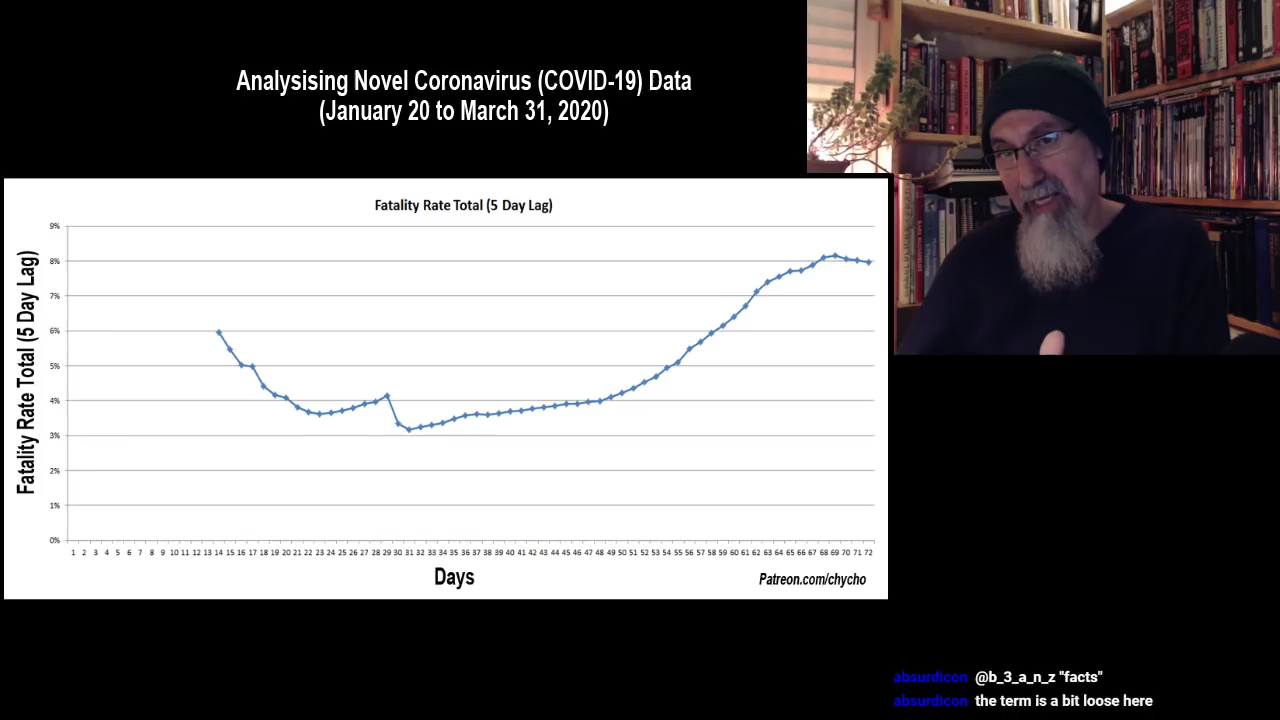 Analysising Novel Coronavirus (COVID-19) Data
(January 20 to March 31, 2020)
Fatality Rate Total (5 Day Lag)
Fatality Rate Total (5 Day Lag)
9%
8%
7%
6%
5%
4%
3%
2%
1%
0%
1 2 3 4 5 6 7 8 9 10 11 12 13 14 15 16 17 18 19 20 21 22 23 24 25 26 27 28 29 30 31 32 33 34 35 36 37 38 39 40 41 42 43 44 45 46 47 48 49 50 51 52 53 54 55 56 57 58 59 60 61 62 63 64 65 66 67 68 69 70 71 72
Days
Patreon.com/chycho
absurdicon @b_3_a_n_z "facts"
absurdicon the term is a bit loose here